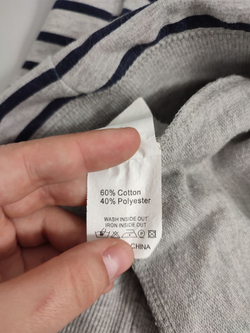 60% Cotton
40% Polyester
WASH INSIDE OUT
IRON INSIDE OUT
CHINA